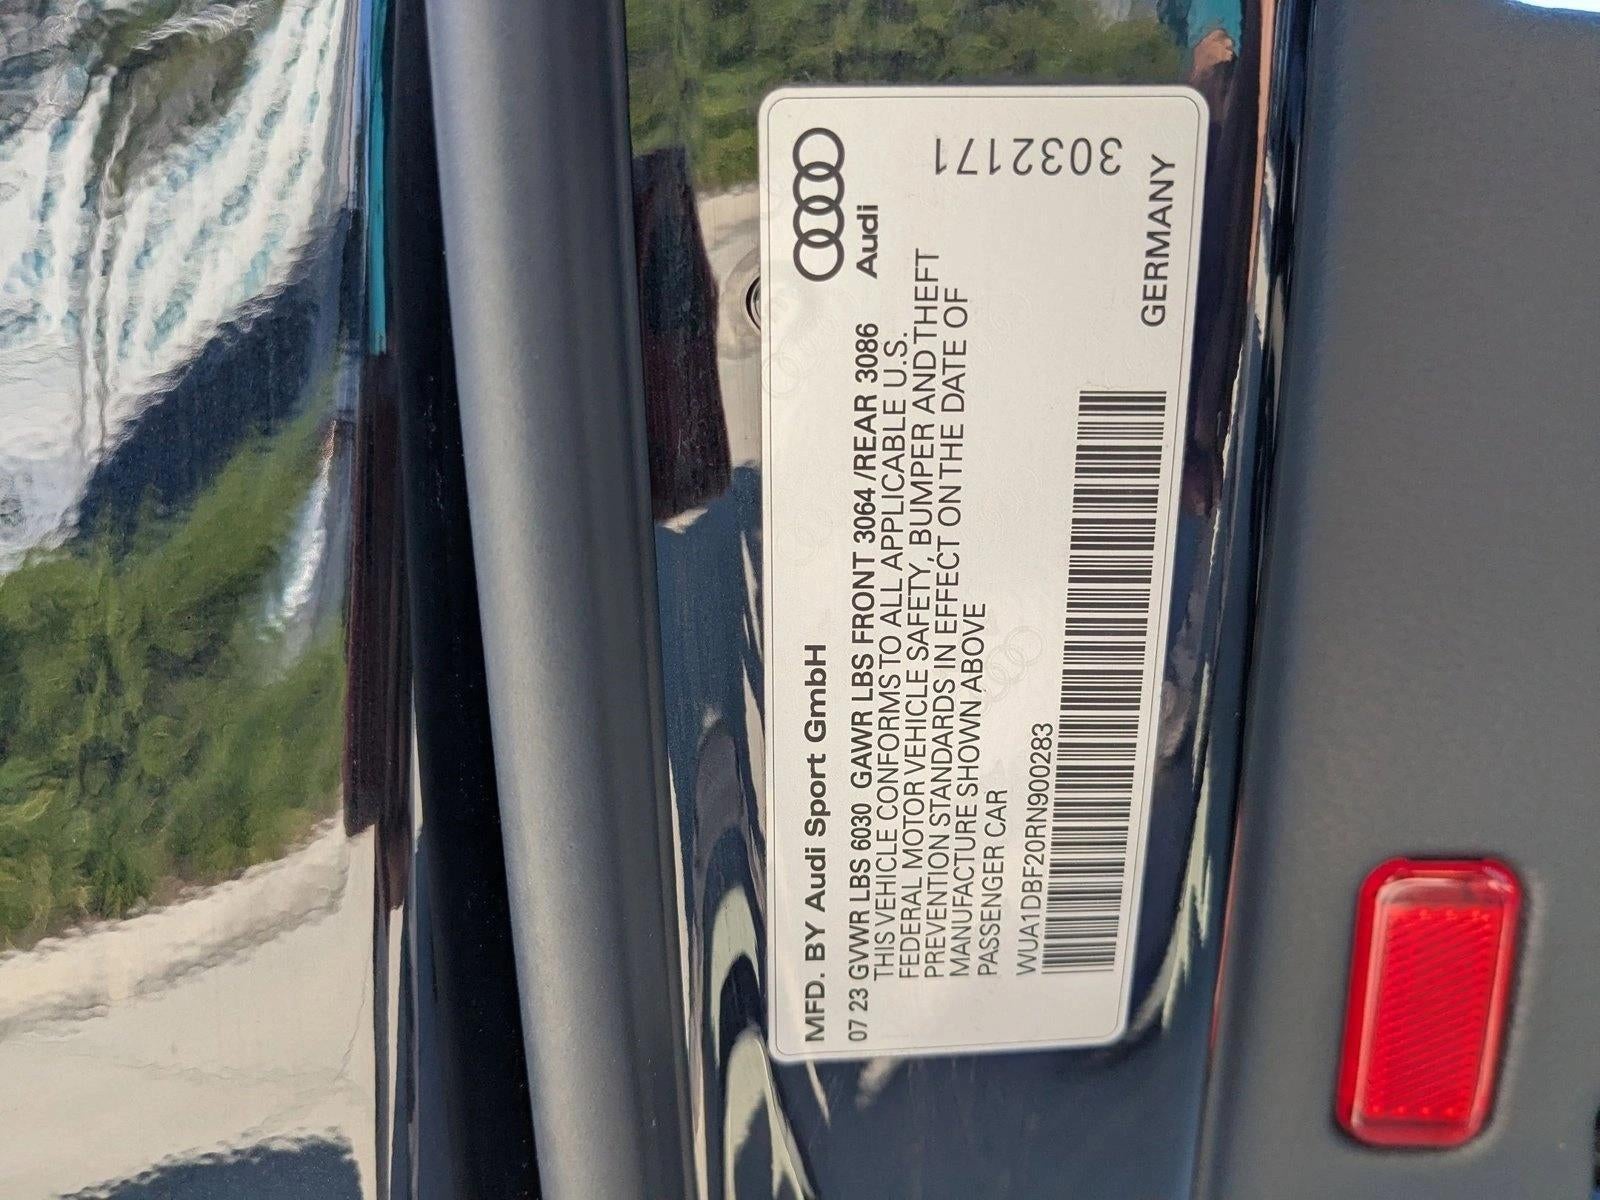 Audi
MFD. BY Audi Sport GmbH
07 23 GVWR LBS 6030 GAWR LBS FRONT 3064 /REAR 3086
THIS VEHICLE CONFORMS TO ALL APPLICABLE U.S.
FEDERAL MOTOR VEHICLE SAFETY, BUMPER AND THEFT
PREVENTION STANDARDS IN EFFECT ON THE DATE OF
MANUFACTURE SHOWN ABOVE
PASSENGER CAR
WUA1DBF20RN900283
GERMANY
3032171